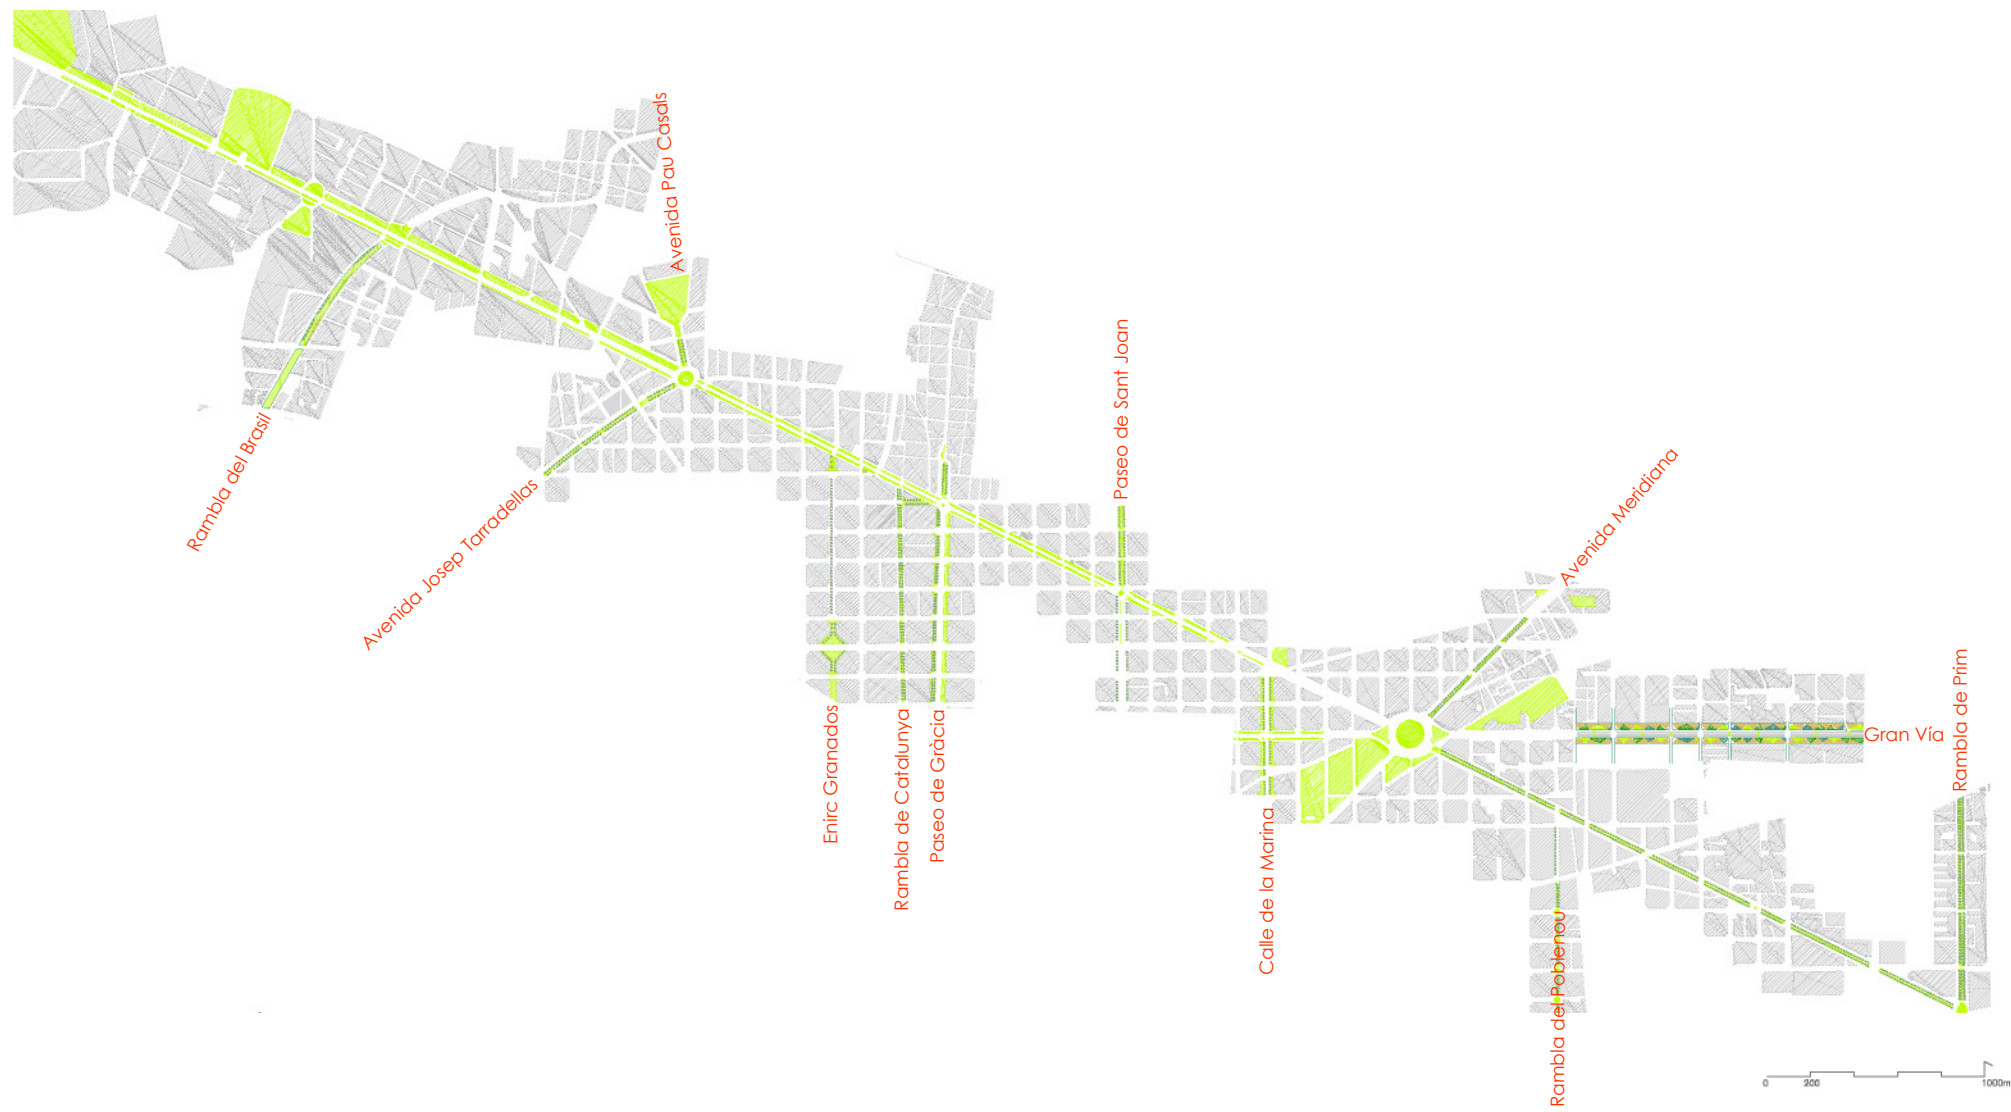 Avenida Pau Casals
Rambla del Brasil
Avenida Josep Tarradellas
Paseo de Sant Joan
Avenida Meridiana
Enirc Granados
Rambla de Catalunya
Paseo de Gràcia
Calle de la Marina
Gran Vía
Rambla de Prim
Rambla del Poblenou
0 200 1000m